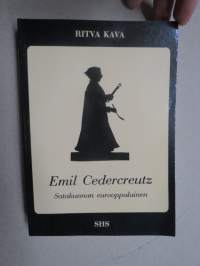 RITVA KAVA
Emil Cedercreutz
Satakunnan eurooppalainen
SHS